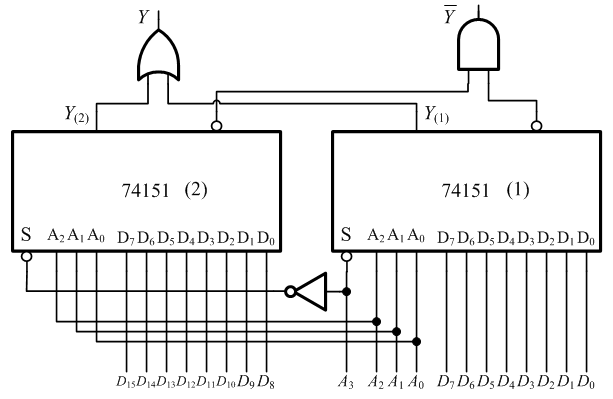 Y Y̅
Y(2) Y(1)
74151 (2) 74151 (1)
S A₂ A₁ A₀ D₇ D₆ D₅ D₄ D₃ D₂ D₁ D₀ S A₂ A₁ A₀ D₇ D₆ D₅ D₄ D₃ D₂ D₁ D₀
D₁₅ D₁₄ D₁₃ D₁₂ D₁₁ D₁₀ D₉ D₈ A₃ A₂ A₁ A₀ D₇ D₆ D₅ D₄ D₃ D₂ D₁ D₀